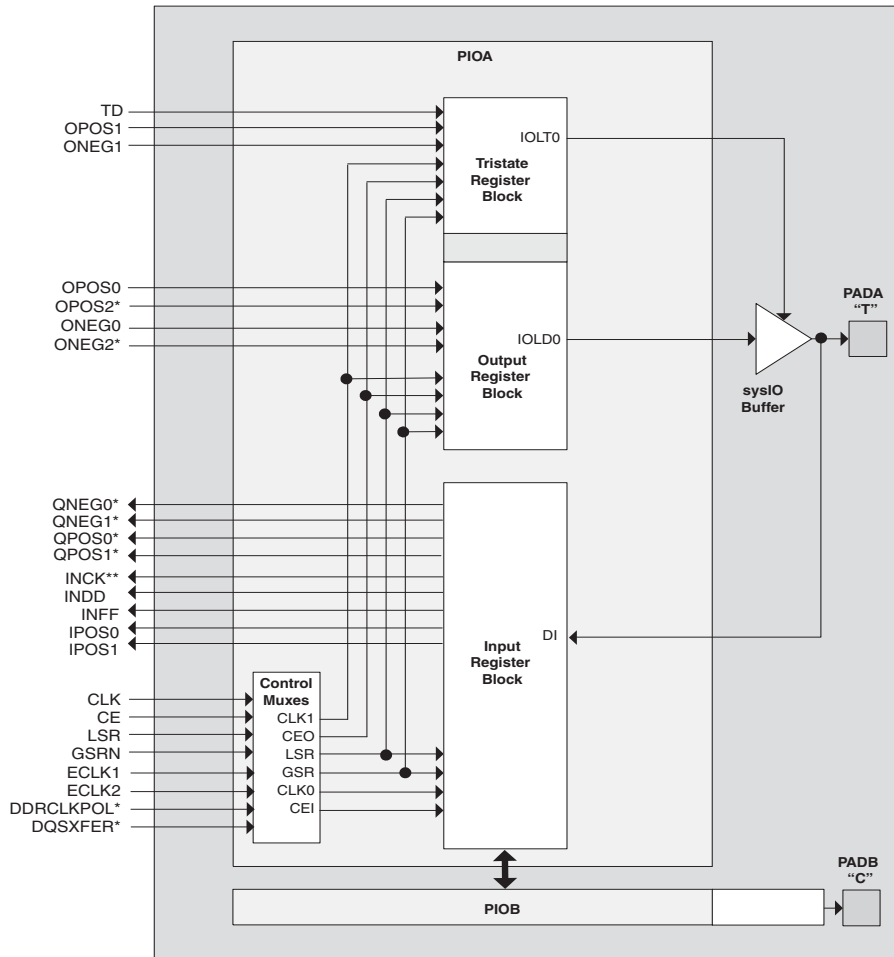 PIOA
TD
OPOS1
ONEG1
IOLT0
Tristate
Register
Block
OPOS0
OPOS2*
ONEG0
ONEG2*
IOLD0
Output
Register
Block
sysIO
Buffer
PADA
“T”
QNEG0*
QNEG1*
QPOS0*
QPOS1*
INCK**
INDD
INFF
IPOS0
IPOS1
DI
Input
Register
Block
CLK
CE
LSR
GSRN
ECLK1
ECLK2
DDRCLKPOL*
DQSXFER*
Control
Muxes
CLK1
CEO
LSR
GSR
CLK0
CEI
PADB
“C”
PIOB